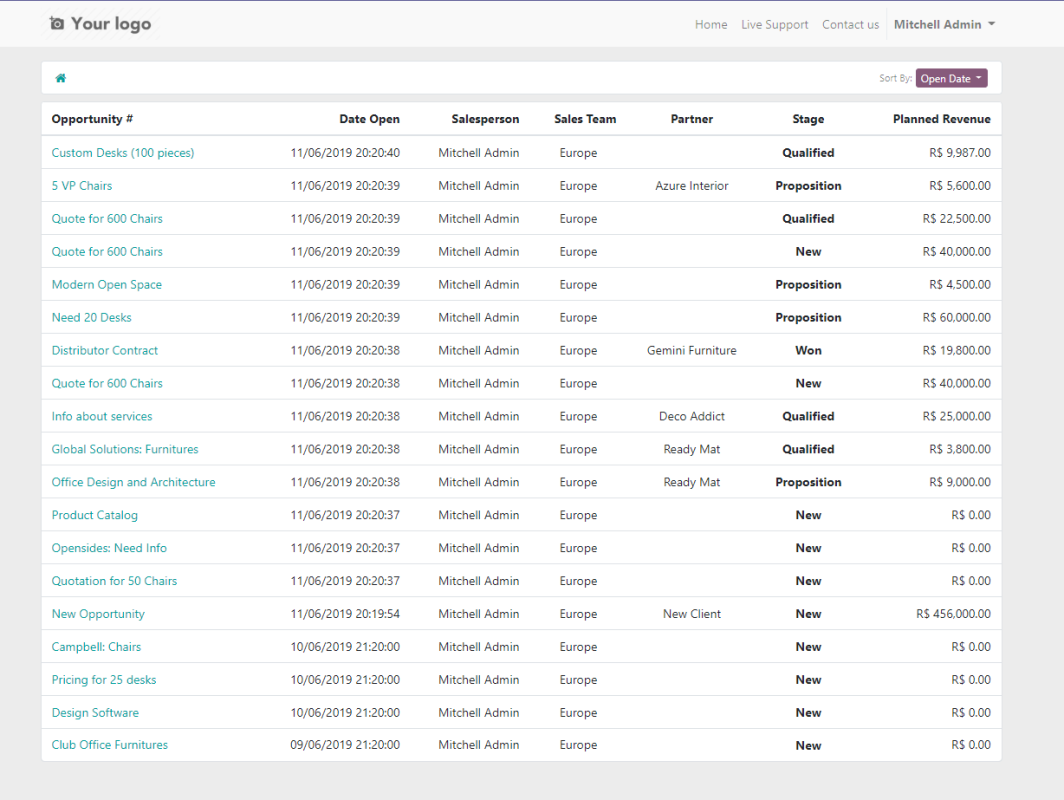 Your logo Home Live Support Contact us Mitchell Admin
Sort By: Open Date
Opportunity # Date Open Salesperson Sales Team Partner Stage Planned Revenue
Custom Desks (100 pieces) 11/06/2019 20:20:40 Mitchell Admin Europe Qualified R$ 9,987.00
5 VP Chairs 11/06/2019 20:20:39 Mitchell Admin Europe Azure Interior Proposition R$ 5,600.00
Quote for 600 Chairs 11/06/2019 20:20:39 Mitchell Admin Europe Qualified R$ 22,500.00
Quote for 600 Chairs 11/06/2019 20:20:39 Mitchell Admin Europe New R$ 40,000.00
Modern Open Space 11/06/2019 20:20:39 Mitchell Admin Europe Proposition R$ 4,500.00
Need 20 Desks 11/06/2019 20:20:39 Mitchell Admin Europe Proposition R$ 60,000.00
Distributor Contract 11/06/2019 20:20:38 Mitchell Admin Europe Gemini Furniture Won R$ 19,800.00
Quote for 600 Chairs 11/06/2019 20:20:38 Mitchell Admin Europe New R$ 40,000.00
Info about services 11/06/2019 20:20:38 Mitchell Admin Europe Deco Addict Qualified R$ 25,000.00
Global Solutions: Furnitures 11/06/2019 20:20:38 Mitchell Admin Europe Ready Mat Qualified R$ 3,800.00
Office Design and Architecture 11/06/2019 20:20:38 Mitchell Admin Europe Ready Mat Proposition R$ 9,000.00
Product Catalog 11/06/2019 20:20:37 Mitchell Admin Europe New R$ 0.00
Opensides: Need Info 11/06/2019 20:20:37 Mitchell Admin Europe New R$ 0.00
Quotation for 50 Chairs 11/06/2019 20:20:37 Mitchell Admin Europe New R$ 0.00
New Opportunity 11/06/2019 20:19:54 Mitchell Admin Europe New Client New R$ 456,000.00
Campbell: Chairs 10/06/2019 21:20:00 Mitchell Admin Europe New R$ 0.00
Pricing for 25 desks 10/06/2019 21:20:00 Mitchell Admin Europe New R$ 0.00
Design Software 10/06/2019 21:20:00 Mitchell Admin Europe New R$ 0.00
Club Office Furnitures 09/06/2019 21:20:00 Mitchell Admin Europe New R$ 0.00